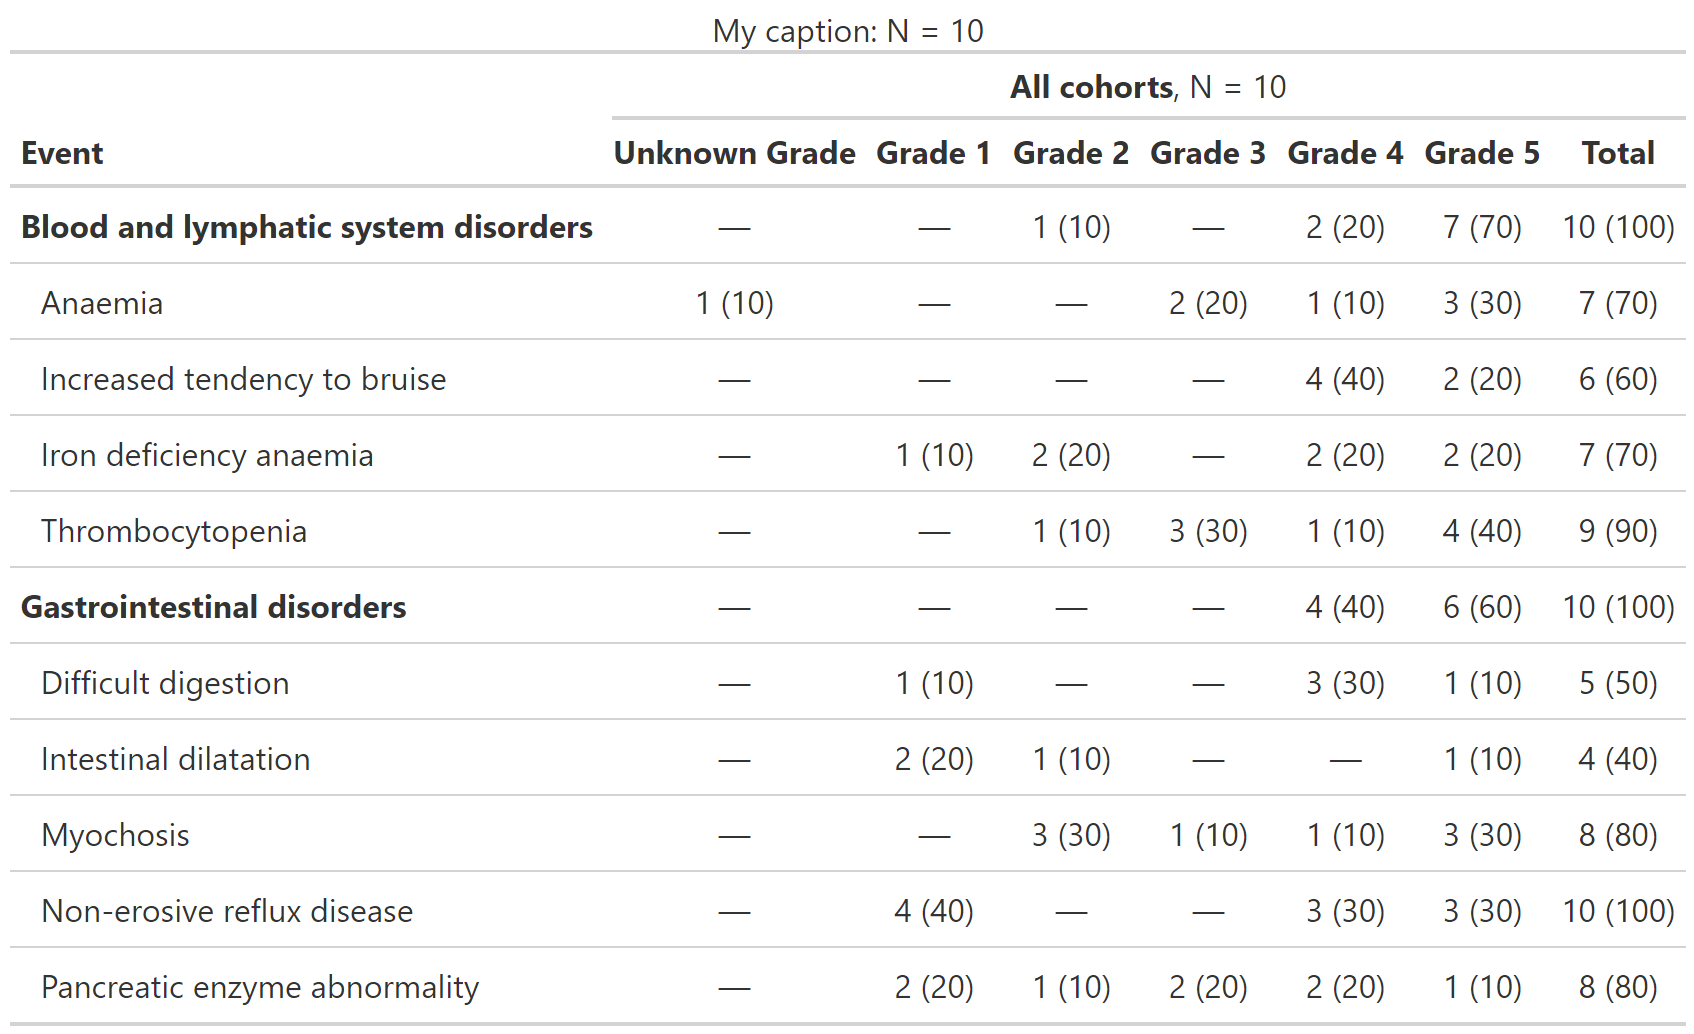 My caption: N = 10
All cohorts, N = 10
Event Unknown Grade Grade 1 Grade 2 Grade 3 Grade 4 Grade 5 Total
Blood and lymphatic system disorders — — 1 (10) — 2 (20) 7 (70) 10 (100)
Anaemia 1 (10) — — 2 (20) 1 (10) 3 (30) 7 (70)
Increased tendency to bruise — — — — 4 (40) 2 (20) 6 (60)
Iron deficiency anaemia — 1 (10) 2 (20) — 2 (20) 2 (20) 7 (70)
Thrombocytopenia — — 1 (10) 3 (30) 1 (10) 4 (40) 9 (90)
Gastrointestinal disorders — — — — 4 (40) 6 (60) 10 (100)
Difficult digestion — 1 (10) — — 3 (30) 1 (10) 5 (50)
Intestinal dilatation — 2 (20) 1 (10) — — 1 (10) 4 (40)
Myochosis — — 3 (30) 1 (10) 1 (10) 3 (30) 8 (80)
Non-erosive reflux disease — 4 (40) — — 3 (30) 3 (30) 10 (100)
Pancreatic enzyme abnormality — 2 (20) 1 (10) 2 (20) 2 (20) 1 (10) 8 (80)